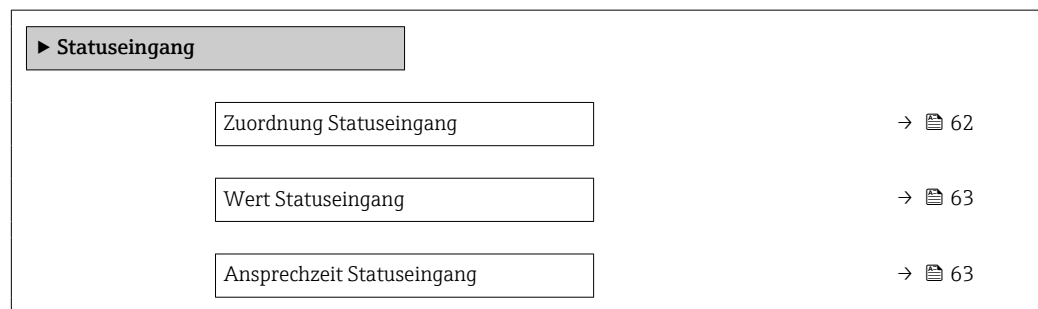 ▶ Statuseingang
Zuordnung Statuseingang → 62
Wert Statuseingang → 63
Ansprechzeit Statuseingang → 63